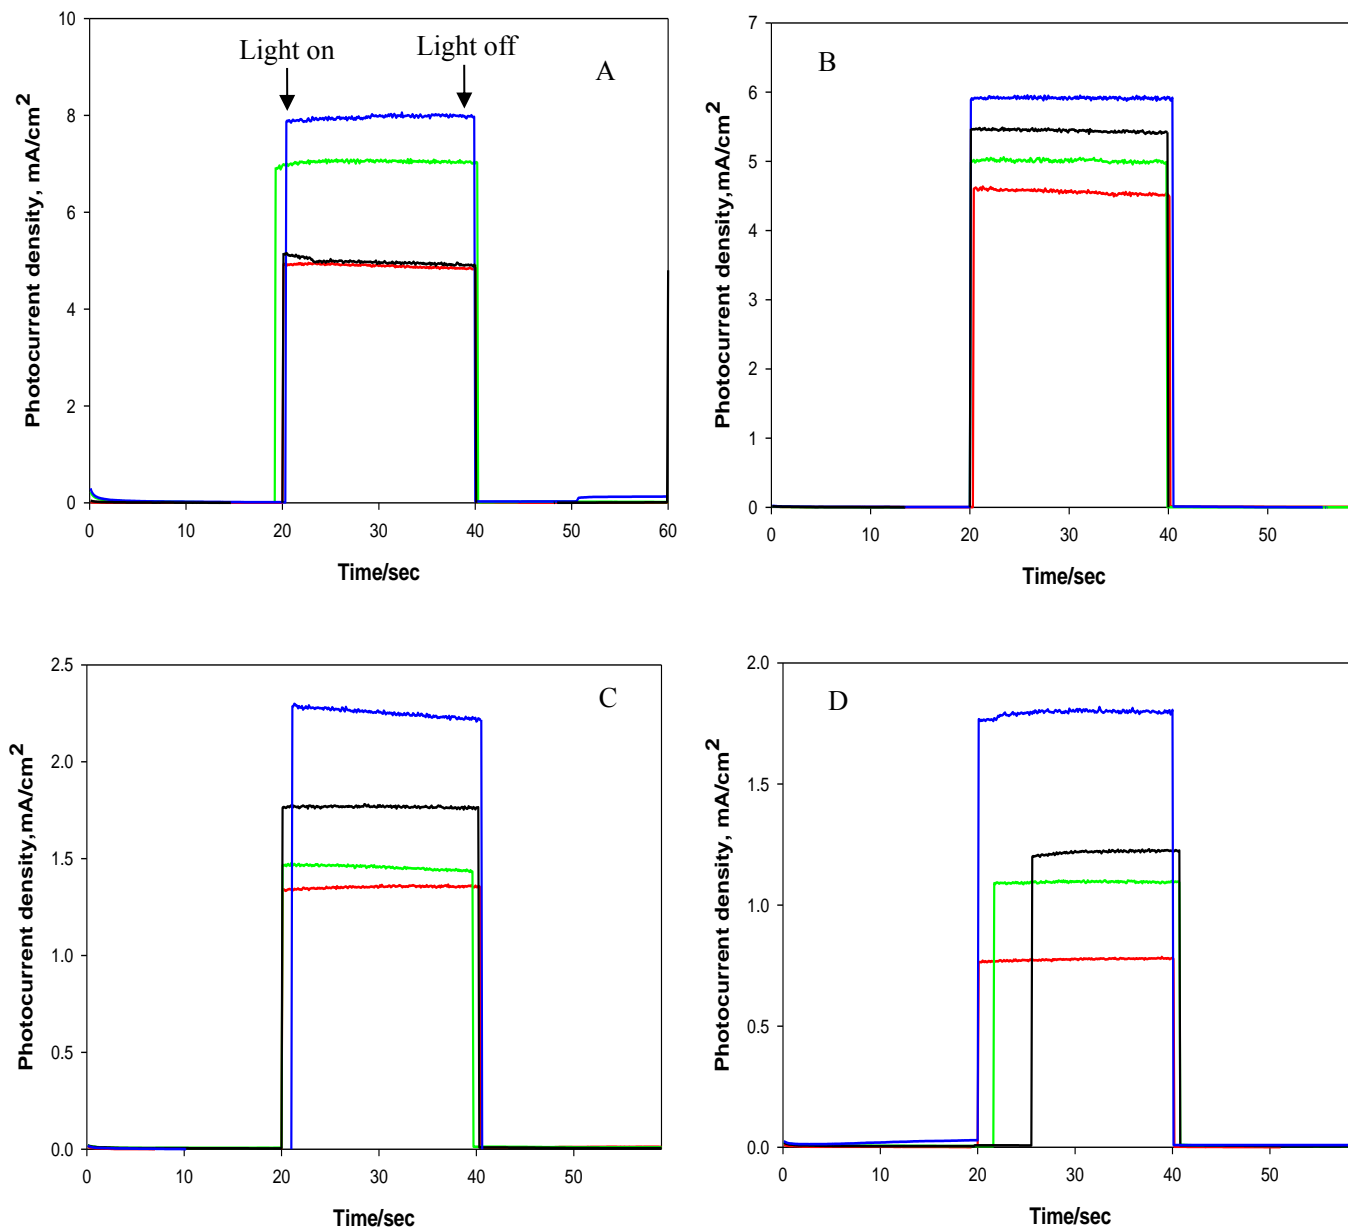 Light on
Light off
A
Photocurrent density, mA/cm2
10
8
6
4
2
0
0 10 20 30 40 50 60
Time/sec
B
Photocurrent density,mA/cm2
7
6
5
4
3
2
1
0
0 10 20 30 40 50
Time/sec
C
Photocurrent density,mA/cm2
2.5
2.0
1.5
1.0
0.5
0.0
0 10 20 30 40 50
Time/sec
D
Photocurrent density, mA/cm2
2.0
1.5
1.0
0.5
0.0
0 10 20 30 40 50
Time/sec